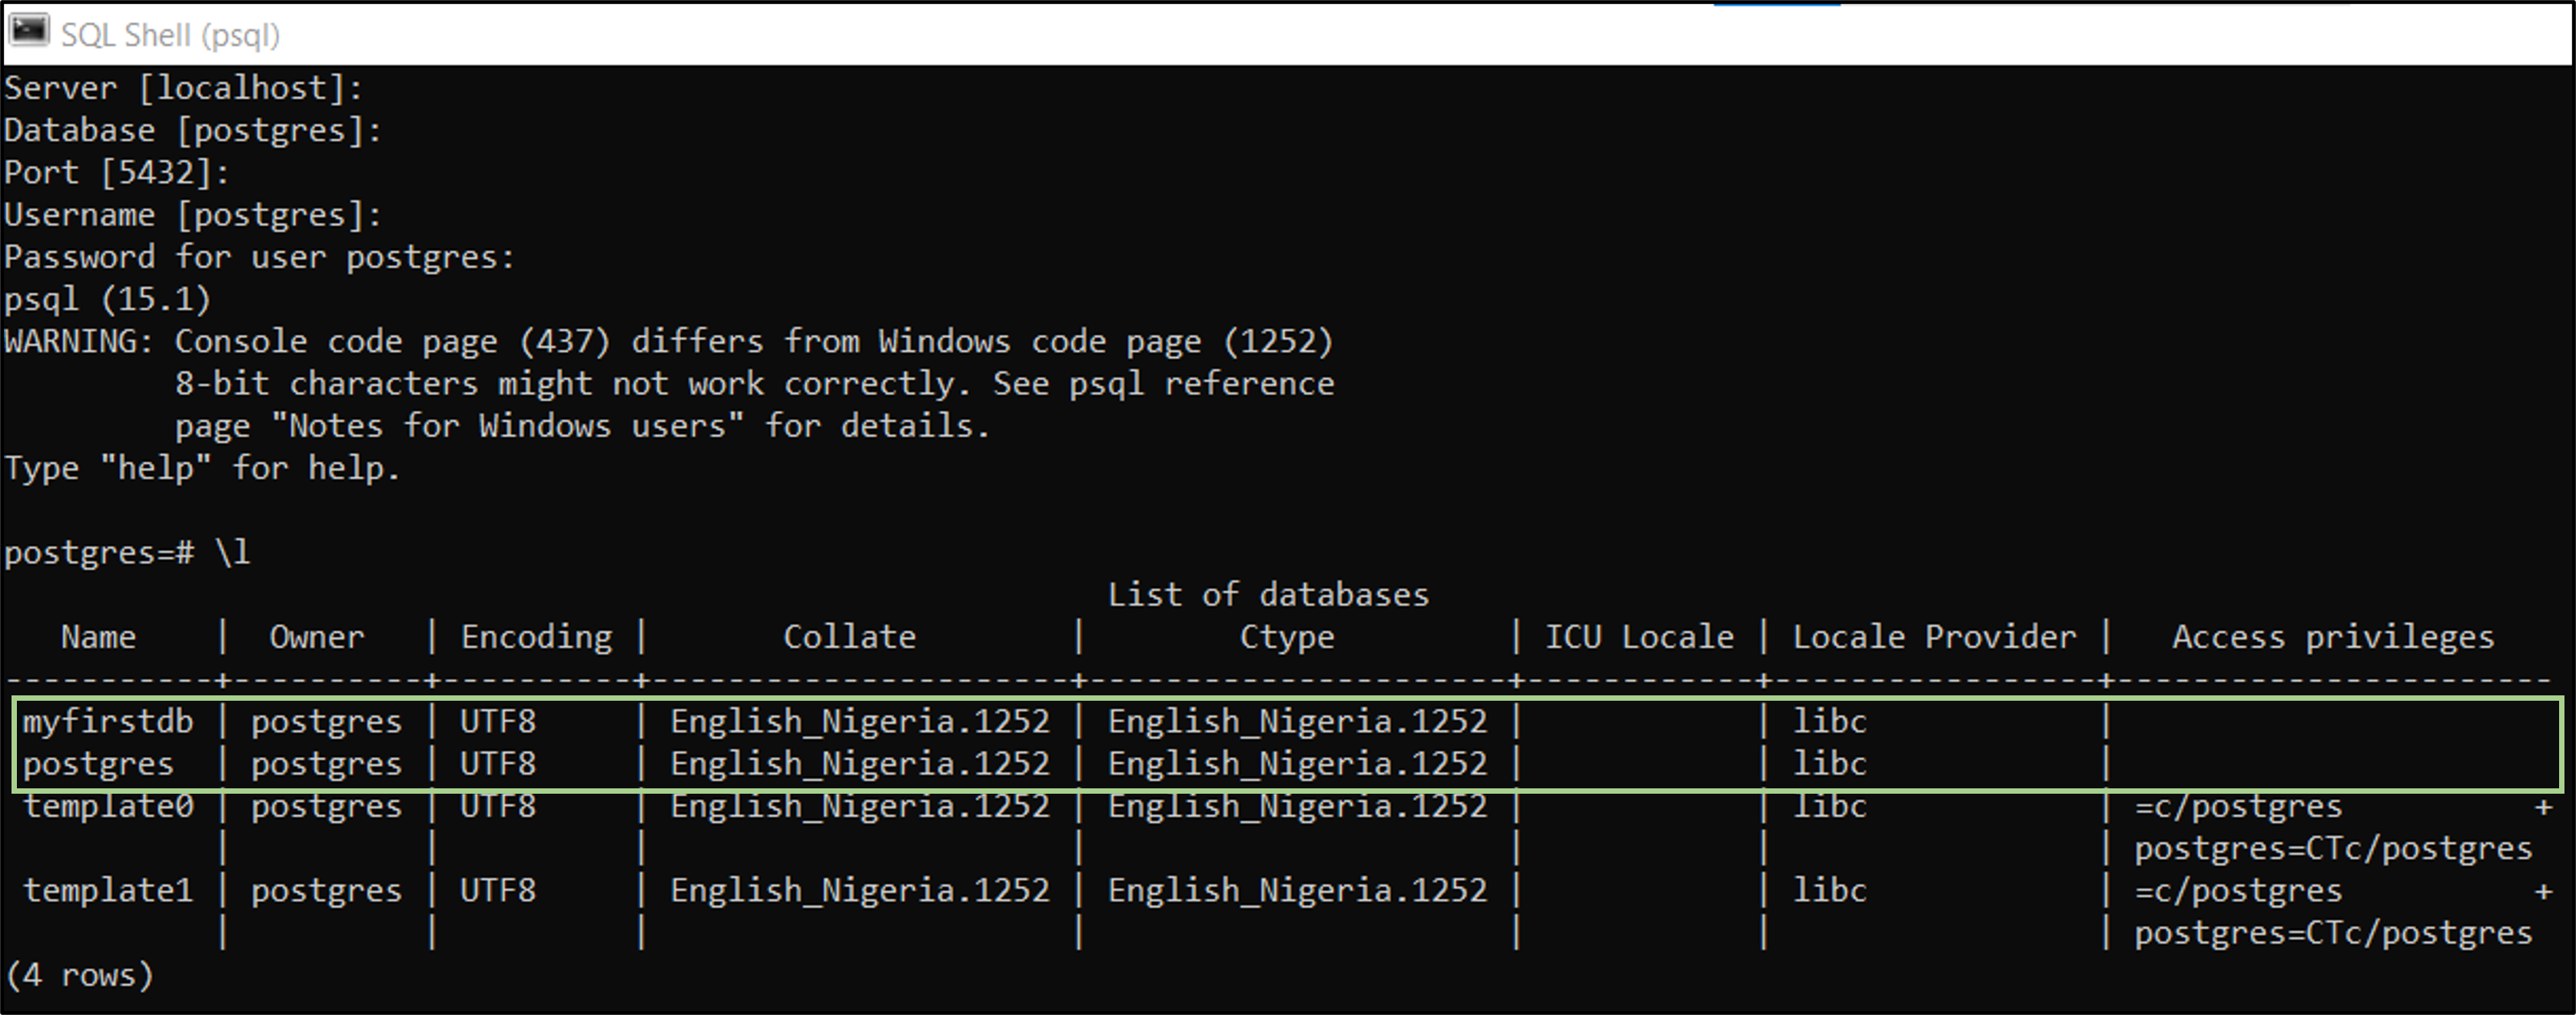 SQL Shell (psql)
Server [localhost]:
Database [postgres]:
Port [5432]:
Username [postgres]:
Password for user postgres:
psql (15.1)
WARNING: Console code page (437) differs from Windows code page (1252)
         8-bit characters might not work correctly. See psql reference
         page "Notes for Windows users" for details.
Type "help" for help.

postgres=# \l
                                                          List of databases
   Name    |  Owner   | Encoding |       Collate        |        Ctype         | ICU Locale | Locale Provider |   Access privileges
-----------+----------+----------+----------------------+----------------------+------------+-----------------+-----------------------
 myfirstdb | postgres | UTF8     | English_Nigeria.1252 | English_Nigeria.1252 |            | libc            |
 postgres  | postgres | UTF8     | English_Nigeria.1252 | English_Nigeria.1252 |            | libc            |
 template0 | postgres | UTF8     | English_Nigeria.1252 | English_Nigeria.1252 |            | libc            | =c/postgres          +
           |          |          |                      |                      |            |                 | postgres=CTc/postgres
 template1 | postgres | UTF8     | English_Nigeria.1252 | English_Nigeria.1252 |            | libc            | =c/postgres          +
           |          |          |                      |                      |            |                 | postgres=CTc/postgres
(4 rows)